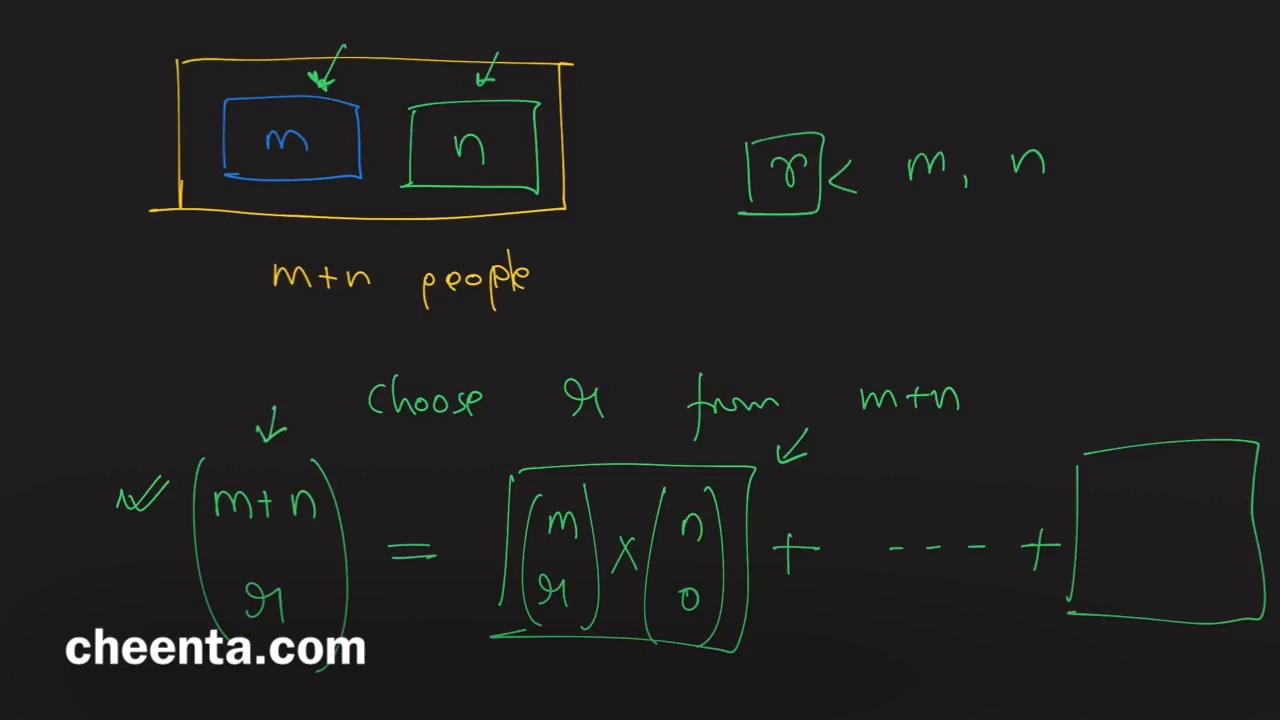 m n
r < m, n
m+n people
choose r from m+n
(m+n r) = (m r) × (n 0) + ---- +
cheenta.com